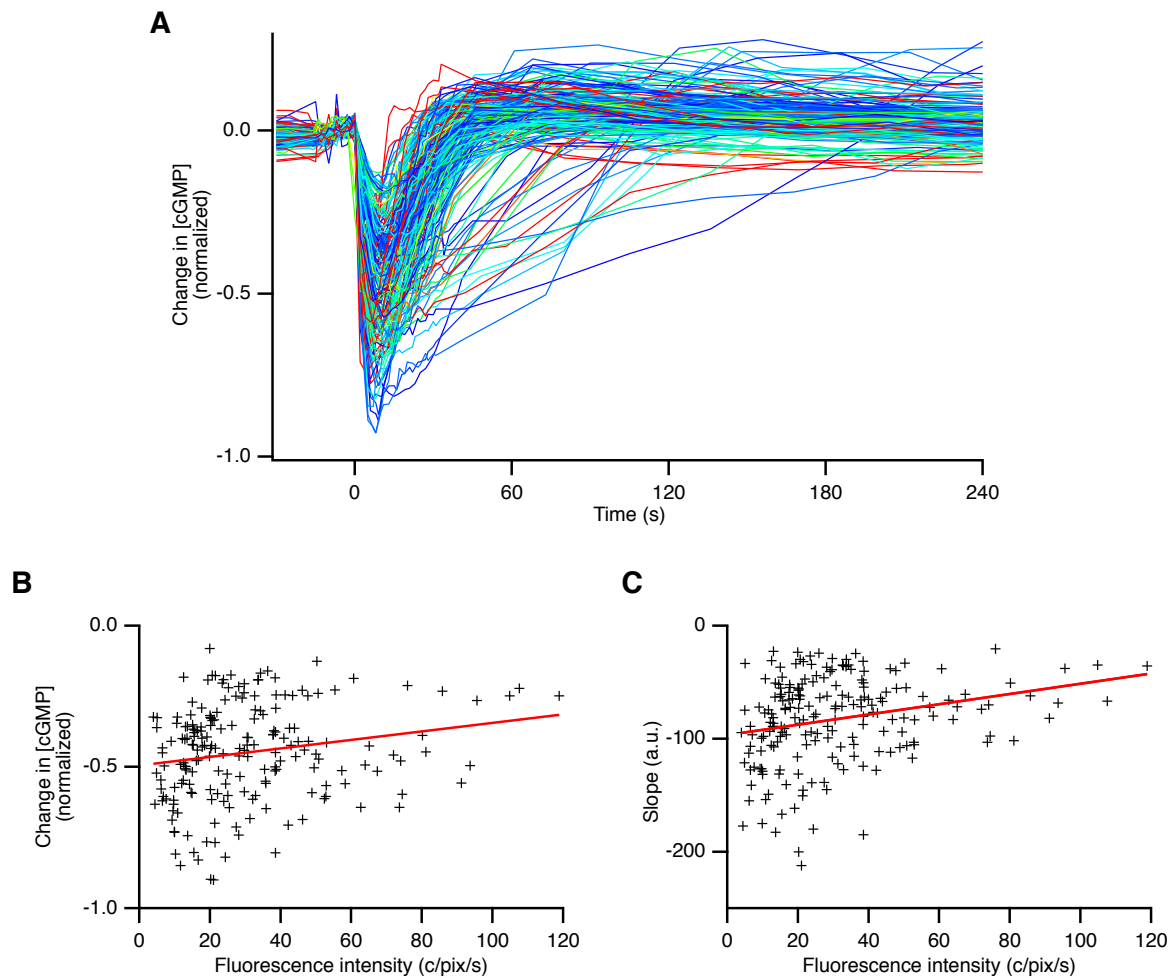 A
0.0
-0.5
-1.0
Change in [cGMP]
(normalized)
0 60 120 180 240
Time (s)
B
0.0
-0.5
-1.0
Change in [cGMP]
(normalized)
0 20 40 60 80 100 120
Fluorescence intensity (c/pix/s)
C
0
-100
-200
Slope (a.u.)
0 20 40 60 80 100 120
Fluorescence intensity (c/pix/s)